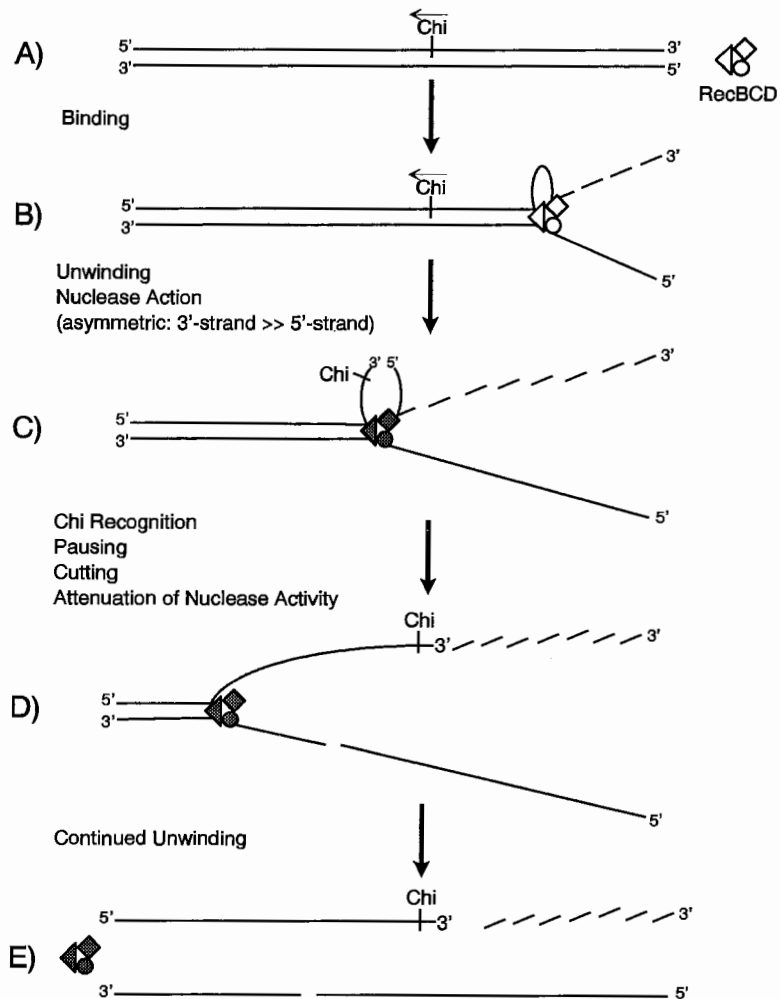 Chi
A)
5’
3’
3’
5’
RecBCD
Binding
3’
Chi
B)
5’
3’
5’
Unwinding
Nuclease Action
(asymmetric: 3’-strand >> 5’-strand)
3’ 5’
3’
Chi
C)
5’
3’
5’
Chi Recognition
Pausing
Cutting
Attenuation of Nuclease Activity
Chi
3’
3’
D)
5’
3’
5’
Continued Unwinding
Chi
5’
3’
3’
E)
3’
5’